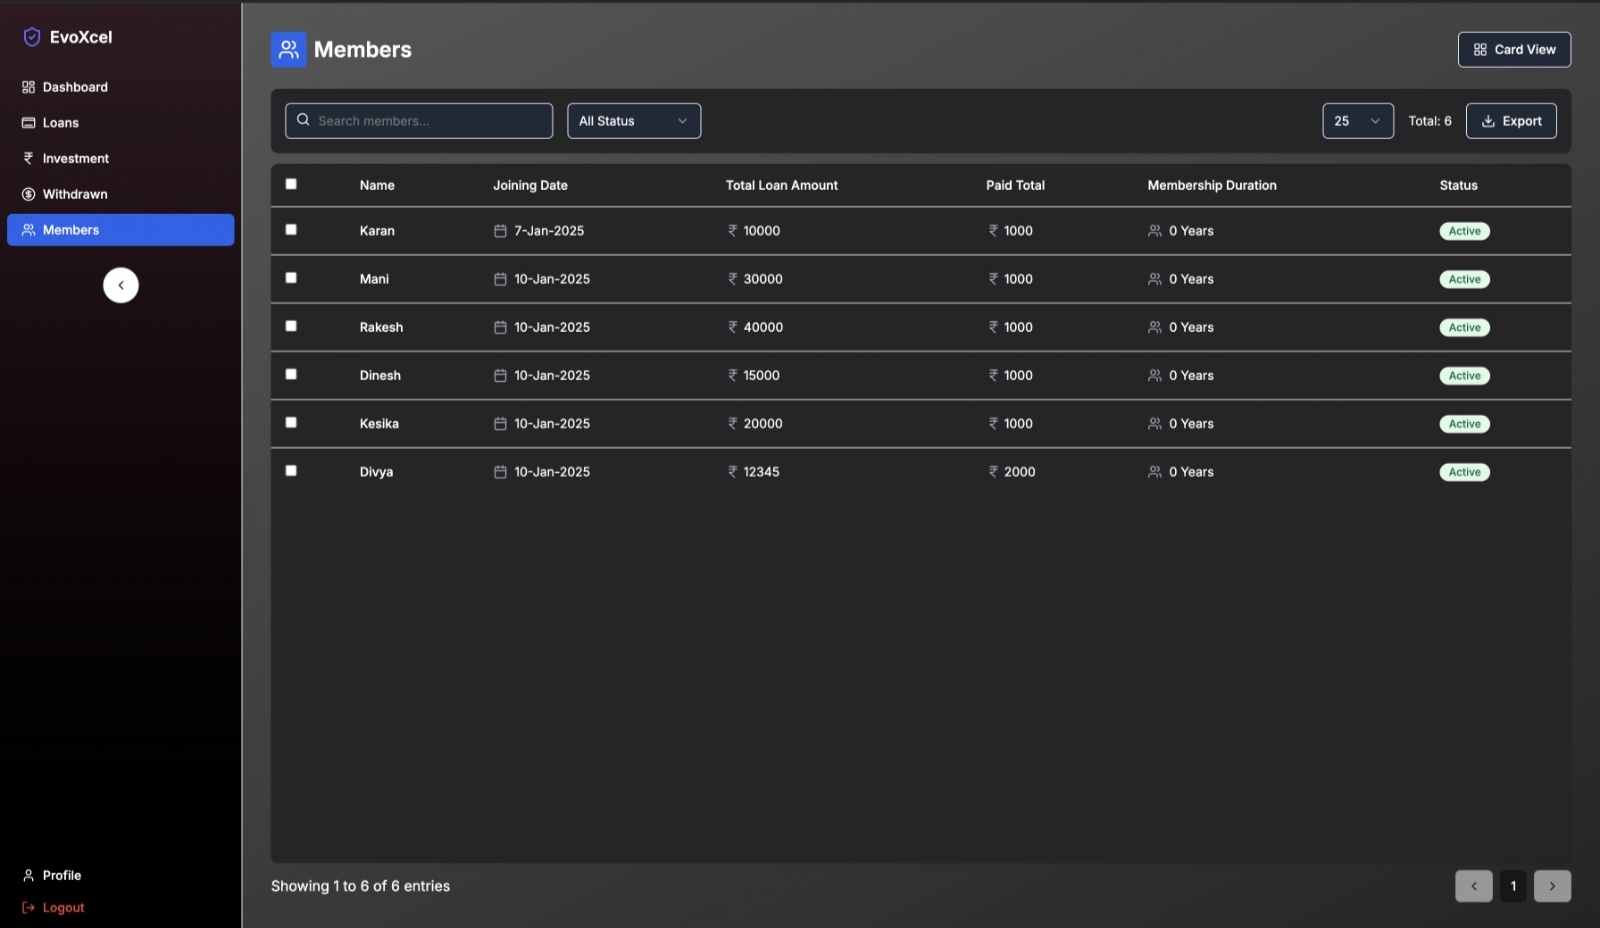 EvoXcel
Dashboard
Loans
₹ Investment
Withdrawn
Members
Profile
Logout
Members
Card View
Search members...
All Status
25
Total: 6
Export
Name Joining Date Total Loan Amount Paid Total Membership Duration Status
Karan 7-Jan-2025 ₹ 10000 ₹ 1000 0 Years Active
Mani 10-Jan-2025 ₹ 30000 ₹ 1000 0 Years Active
Rakesh 10-Jan-2025 ₹ 40000 ₹ 1000 0 Years Active
Dinesh 10-Jan-2025 ₹ 15000 ₹ 1000 0 Years Active
Kesika 10-Jan-2025 ₹ 20000 ₹ 1000 0 Years Active
Divya 10-Jan-2025 ₹ 12345 ₹ 2000 0 Years Active
Showing 1 to 6 of 6 entries
1